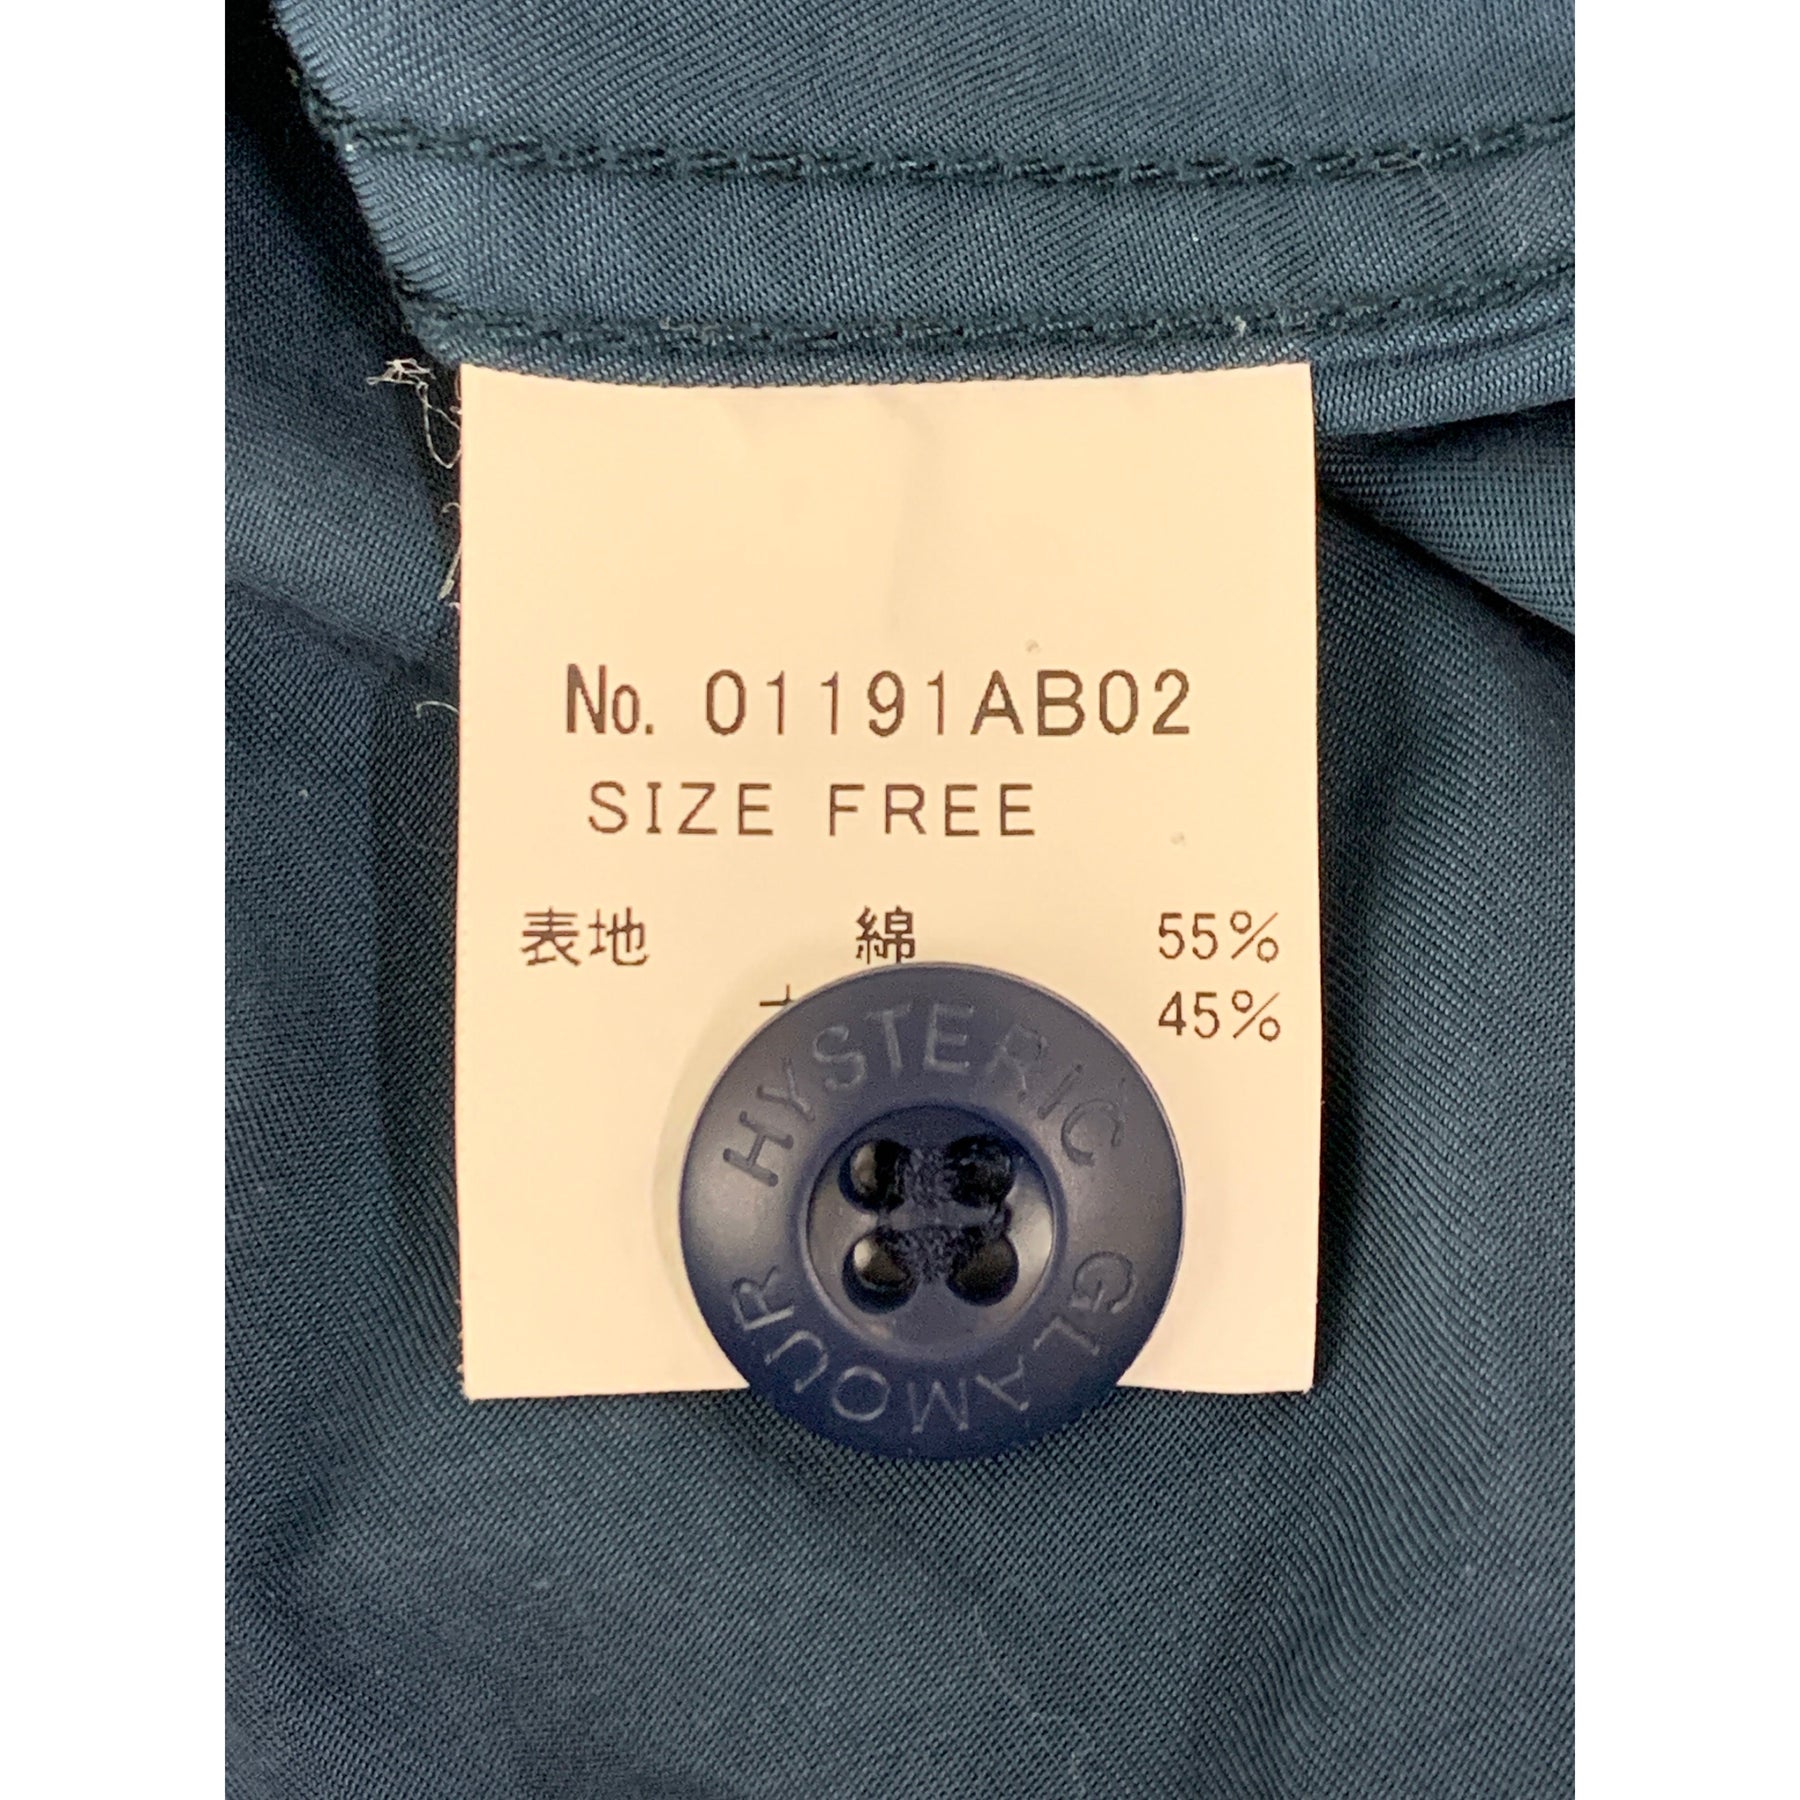 No. 01191AB02
SIZE FREE
表地 綿 55%
45%
HYSTERIC GLAMOUR